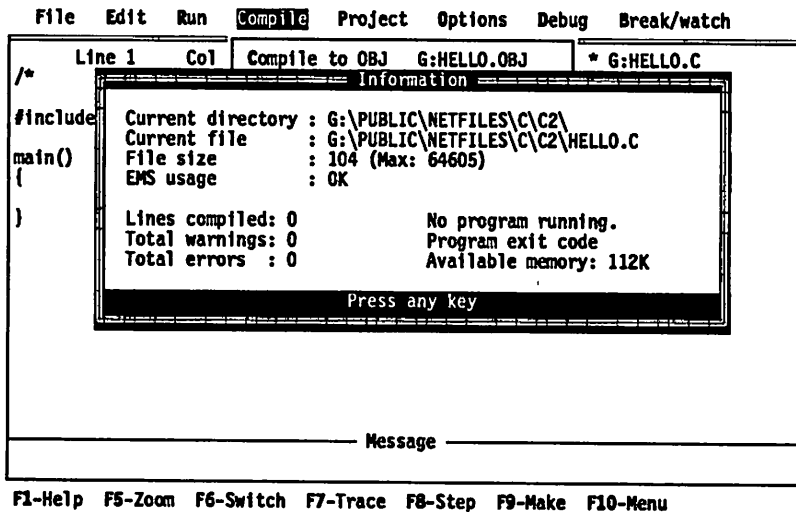 File Edit Run Compile Project Options Debug Break/watch
Line 1 Col Compile to OBJ G:HELLO.OBJ * G:HELLO.C
/* Information
#include Current directory : G:\PUBLIC\NETFILES\C\C2\
Current file : G:\PUBLIC\NETFILES\C\C2\HELLO.C
main() File size : 104 (Max: 64605)
{ EMS usage : OK
} Lines compiled: 0 No program running.
Total warnings: 0 Program exit code
Total errors : 0 Available memory: 112K
Press any key
Message
F1-Help F5-Zoom F6-Switch F7-Trace F8-Step F9-Make F10-Menu